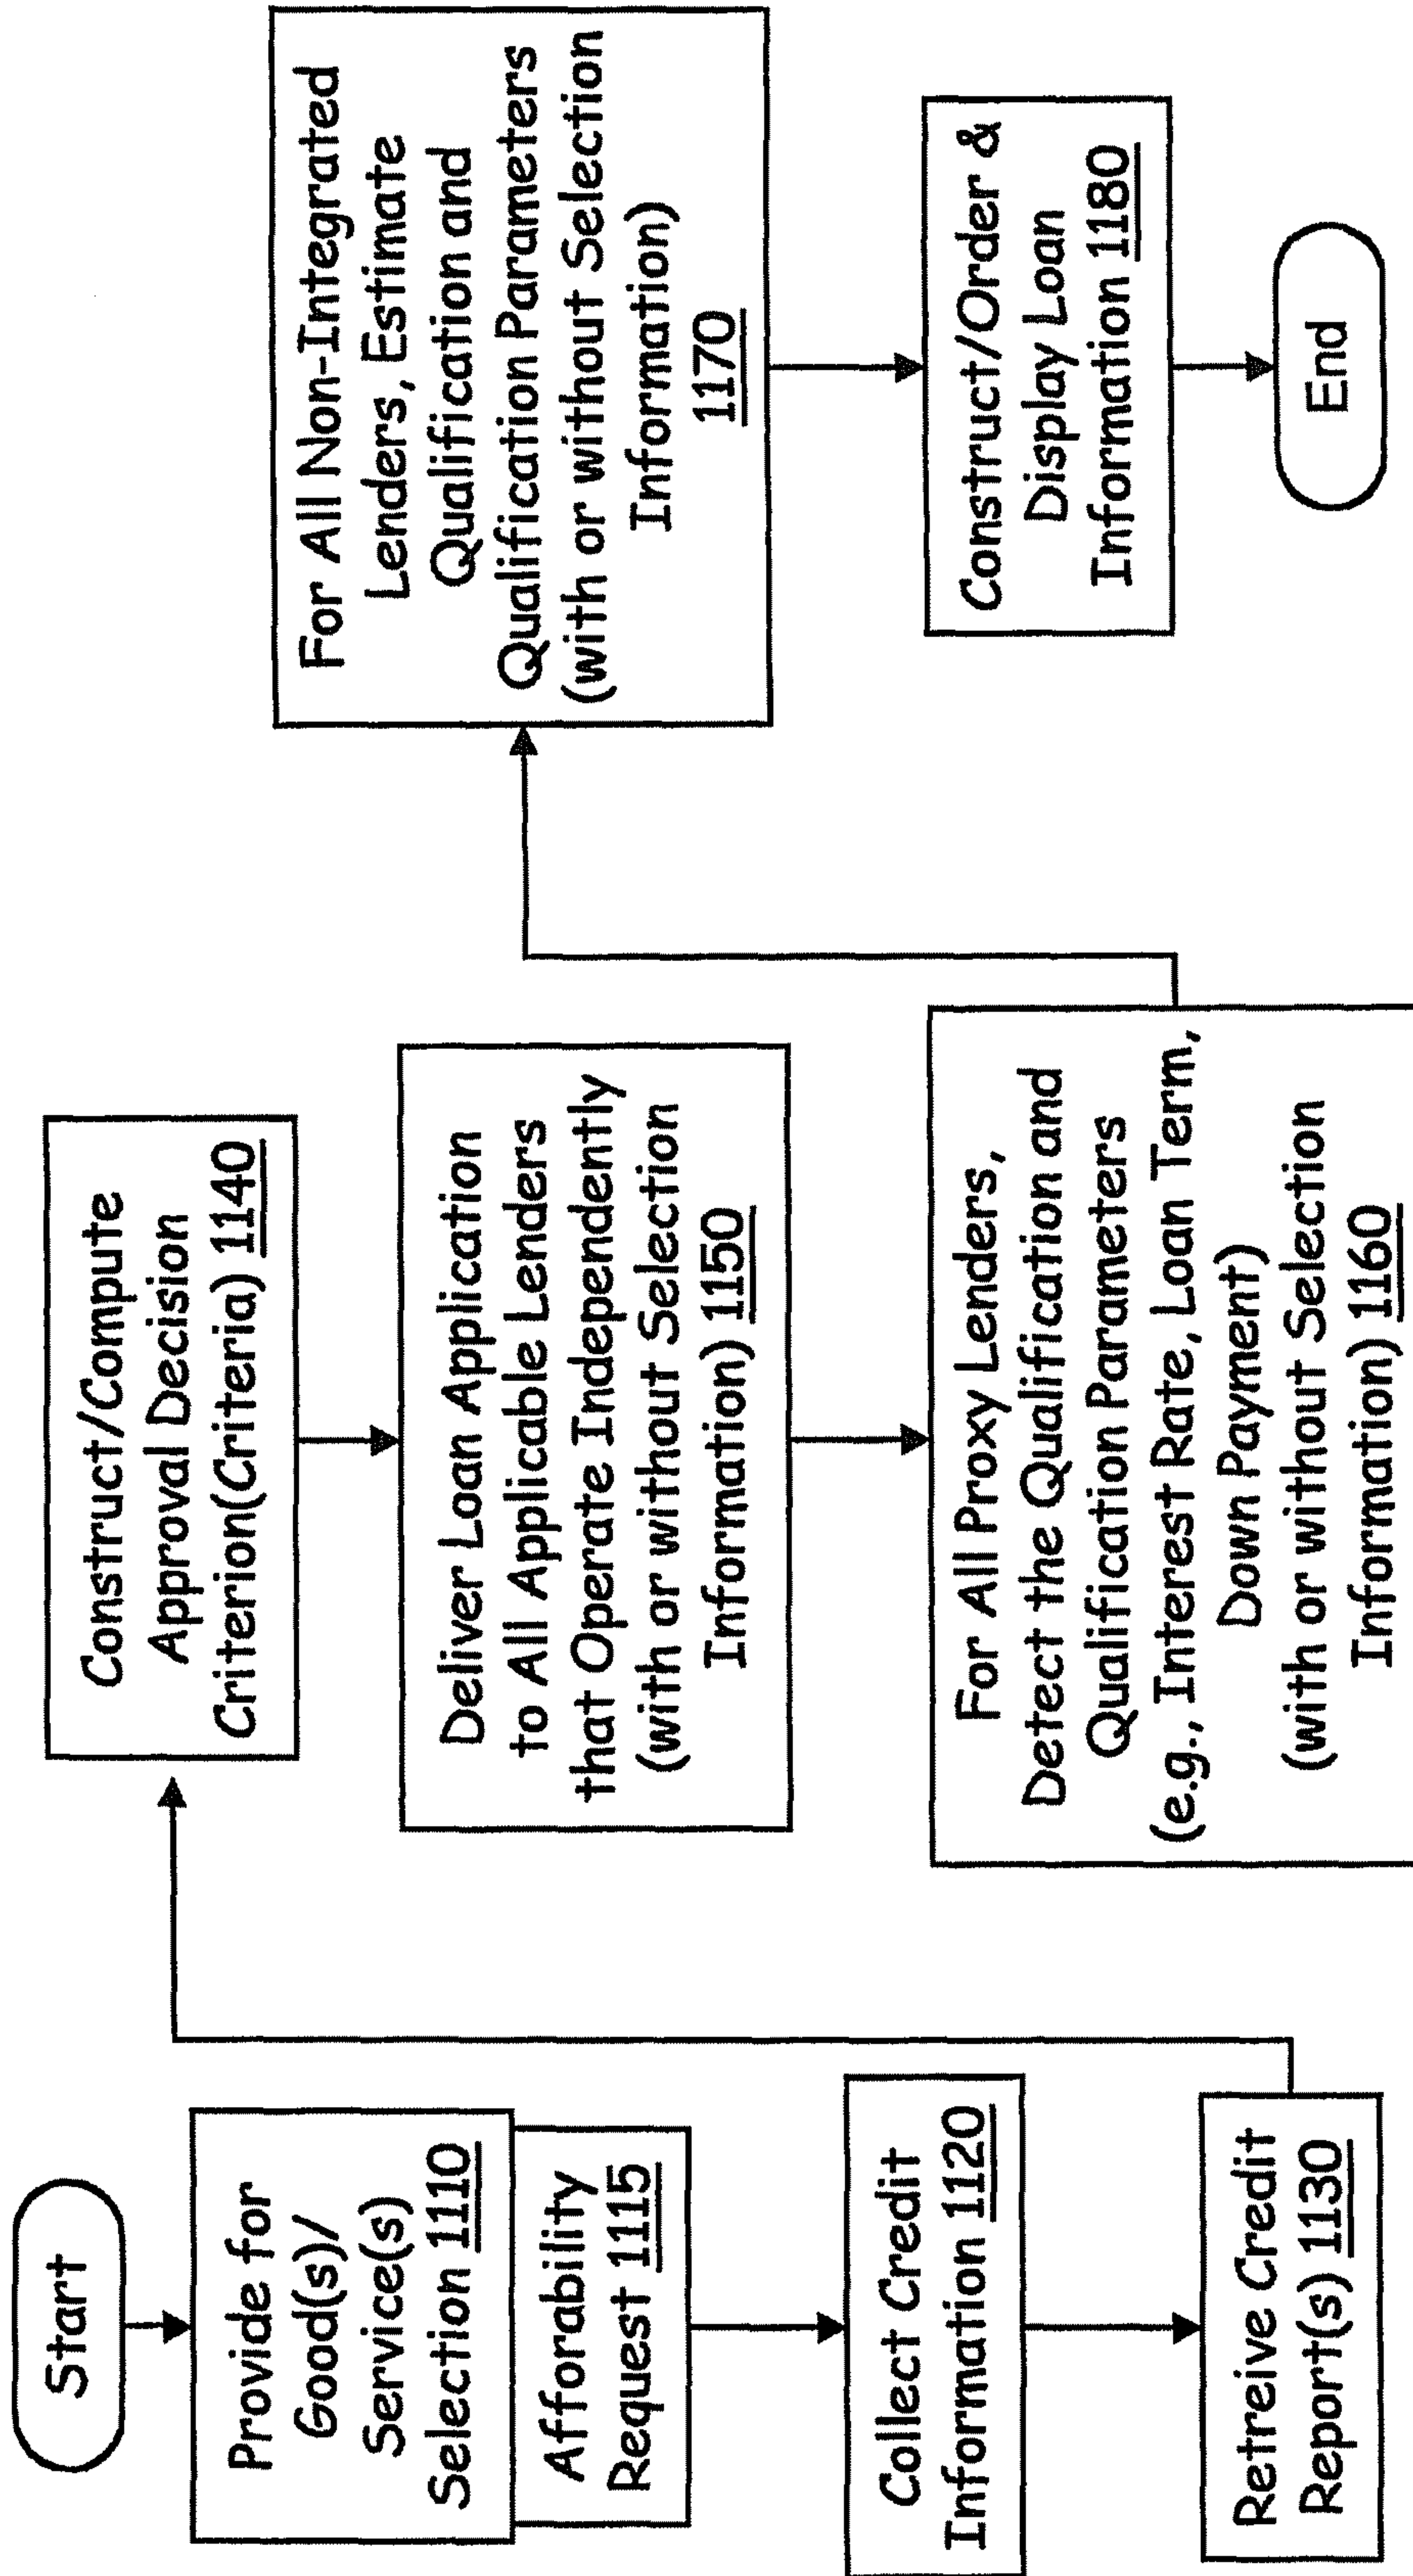 Start
Provide for
Good(s)/
Service(s)
Selection 1110
Afforability
Request 1115
Collect Credit
Information 1120
Retreive Credit
Report(s) 1130
Construct/Compute
Approval Decision
Criterion(Criteria) 1140
Deliver Loan Application
to All Applicable Lenders
that Operate Independently
(with or without Selection
Information) 1150
For All Proxy Lenders,
Detect the Qualification and
Qualification Parameters
(e.g., Interest Rate, Loan Term,
Down Payment)
(with or without Selection
Information) 1160
For All Non-Integrated
Lenders, Estimate
Qualification and
Qualification Parameters
(with or without Selection
Information)
1170
Construct/Order &
Display Loan
Information 1180
End